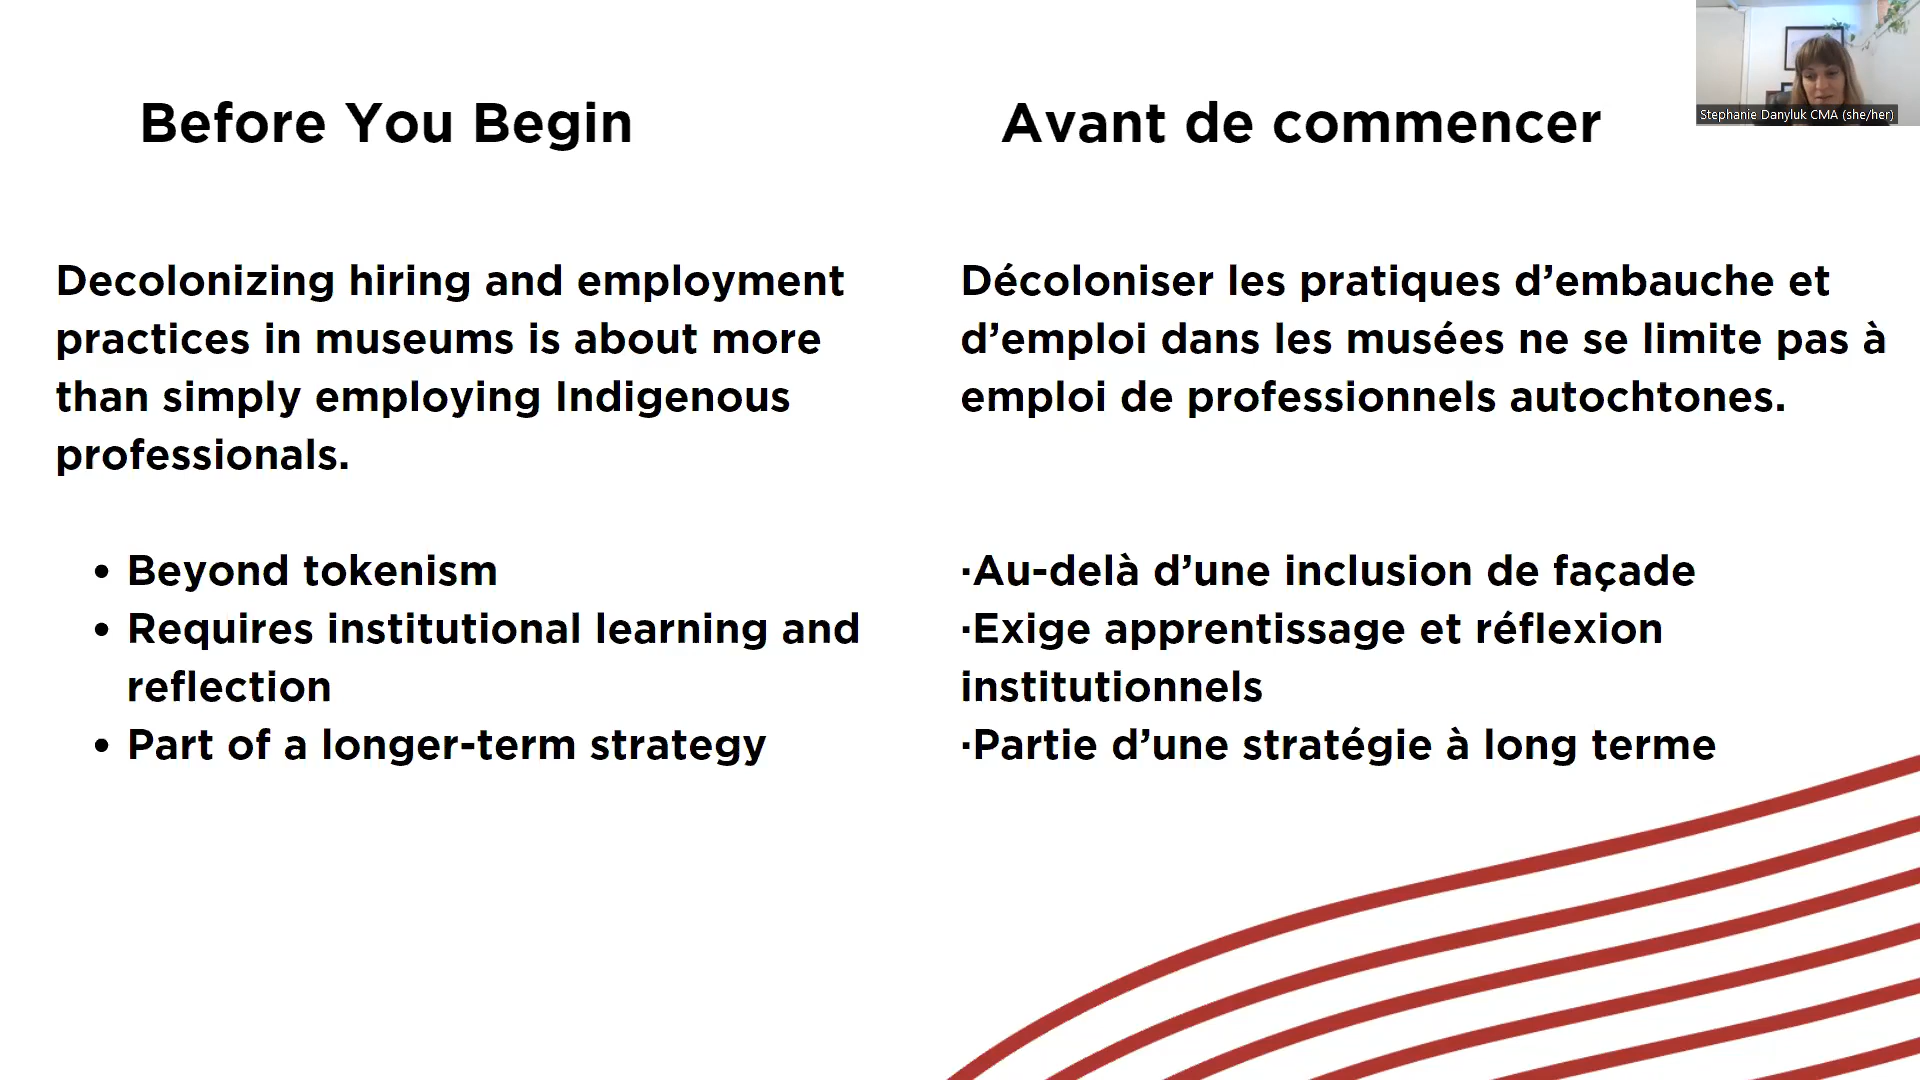 Before You Begin
Decolonizing hiring and employment
practices in museums is about more
than simply employing Indigenous
professionals.
• Beyond tokenism
• Requires institutional learning and
reflection
• Part of a longer-term strategy
Avant de commencer
Décoloniser les pratiques d’embauche et
d’emploi dans les musées ne se limite pas à
emploi de professionnels autochtones.
·Au-delà d’une inclusion de façade
·Exige apprentissage et réflexion
institutionnels
·Partie d’une stratégie à long terme
Stephanie Danyluk CMA (she/her)